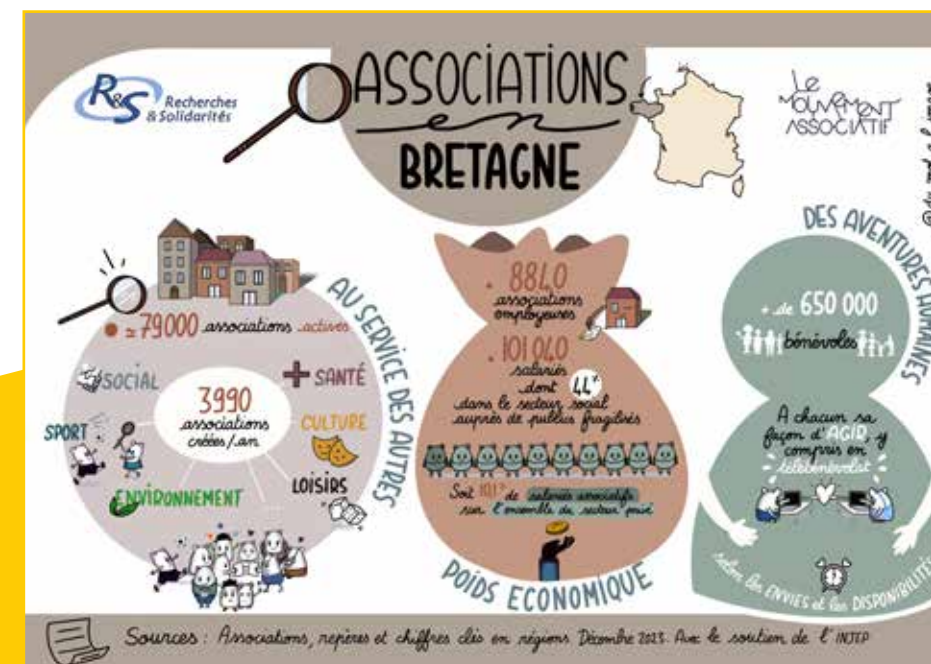 R&S Recherches
& Solidarités
ASSOCIATIONS
en
BRETAGNE
Le
MOUVEMENT
ASSOCIATIF
AU SERVICE DES AUTRES
≃ 79000 associations actives
SOCIAL
SANTÉ
3990
associations
créées/an
SPORT
CULTURE
ENVIRONNEMENT
LOISIRS
. 8840
associations
employeuses
. 101 040
salariés
dont 44%
dans le secteur social
auprès de publics fragilisés
Soit 10,1% de salariés associatifs
sur l'ensemble du secteur privé
POIDS ECONOMIQUE
DES AVENTURES HUMAINES
+ de 650 000
bénévoles
A chacun sa
façon d'AGIR, y
compris en
télébénévolat
selon les ENVIES et les DISPONIBILITÉS
Sources : Associations, repères et chiffres clés en régions Décembre 2023. Avec le soutien de l'INJEP